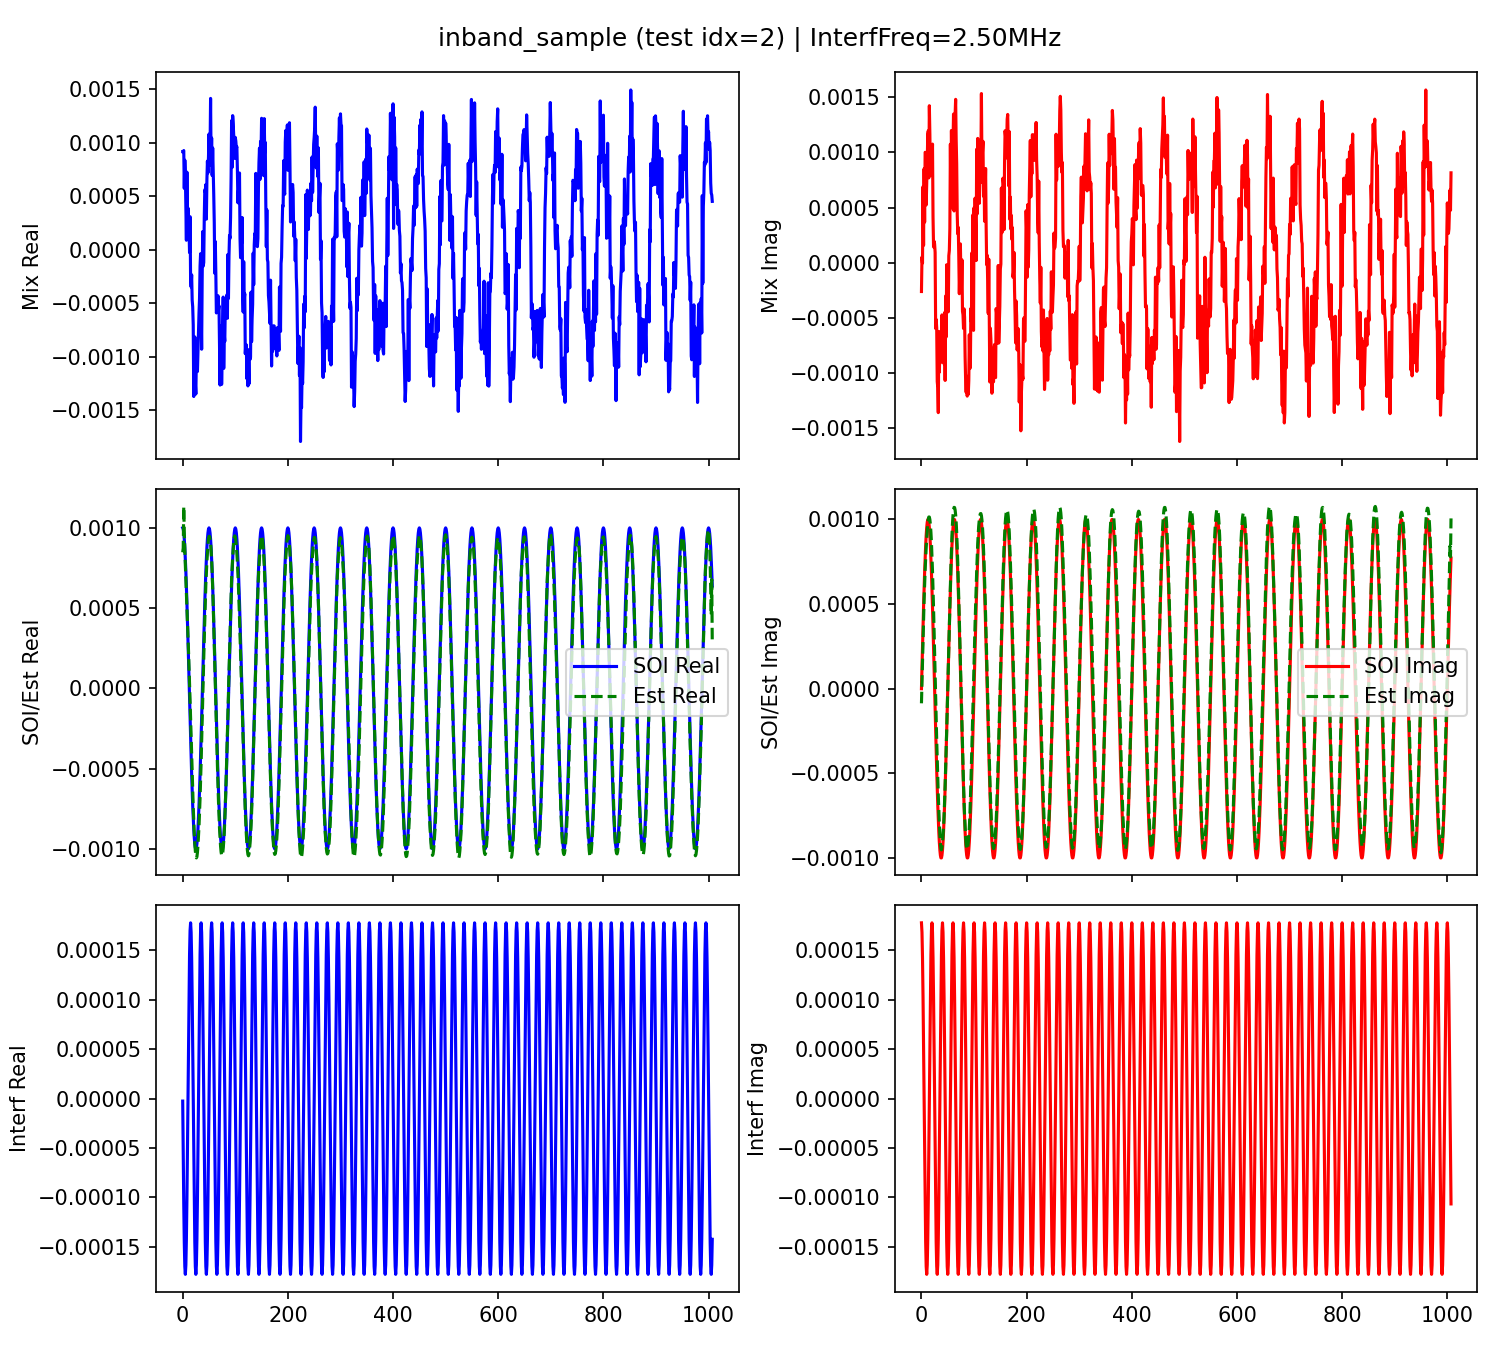 inband_sample (test idx=2) | InterfFreq=2.50MHz
Mix Real
0.0015
0.0010
0.0005
0.0000
−0.0005
−0.0010
−0.0015
Mix Imag
0.0015
0.0010
0.0005
0.0000
−0.0005
−0.0010
−0.0015
SOI/Est Real
0.0010
0.0005
0.0000
−0.0005
−0.0010
SOI Real
Est Real
SOI/Est Imag
0.0010
0.0005
0.0000
−0.0005
−0.0010
SOI Imag
Est Imag
Interf Real
0.00015
0.00010
0.00005
0.00000
−0.00005
−0.00010
−0.00015
0 200 400 600 800 1000
Interf Imag
0.00015
0.00010
0.00005
0.00000
−0.00005
−0.00010
−0.00015
0 200 400 600 800 1000